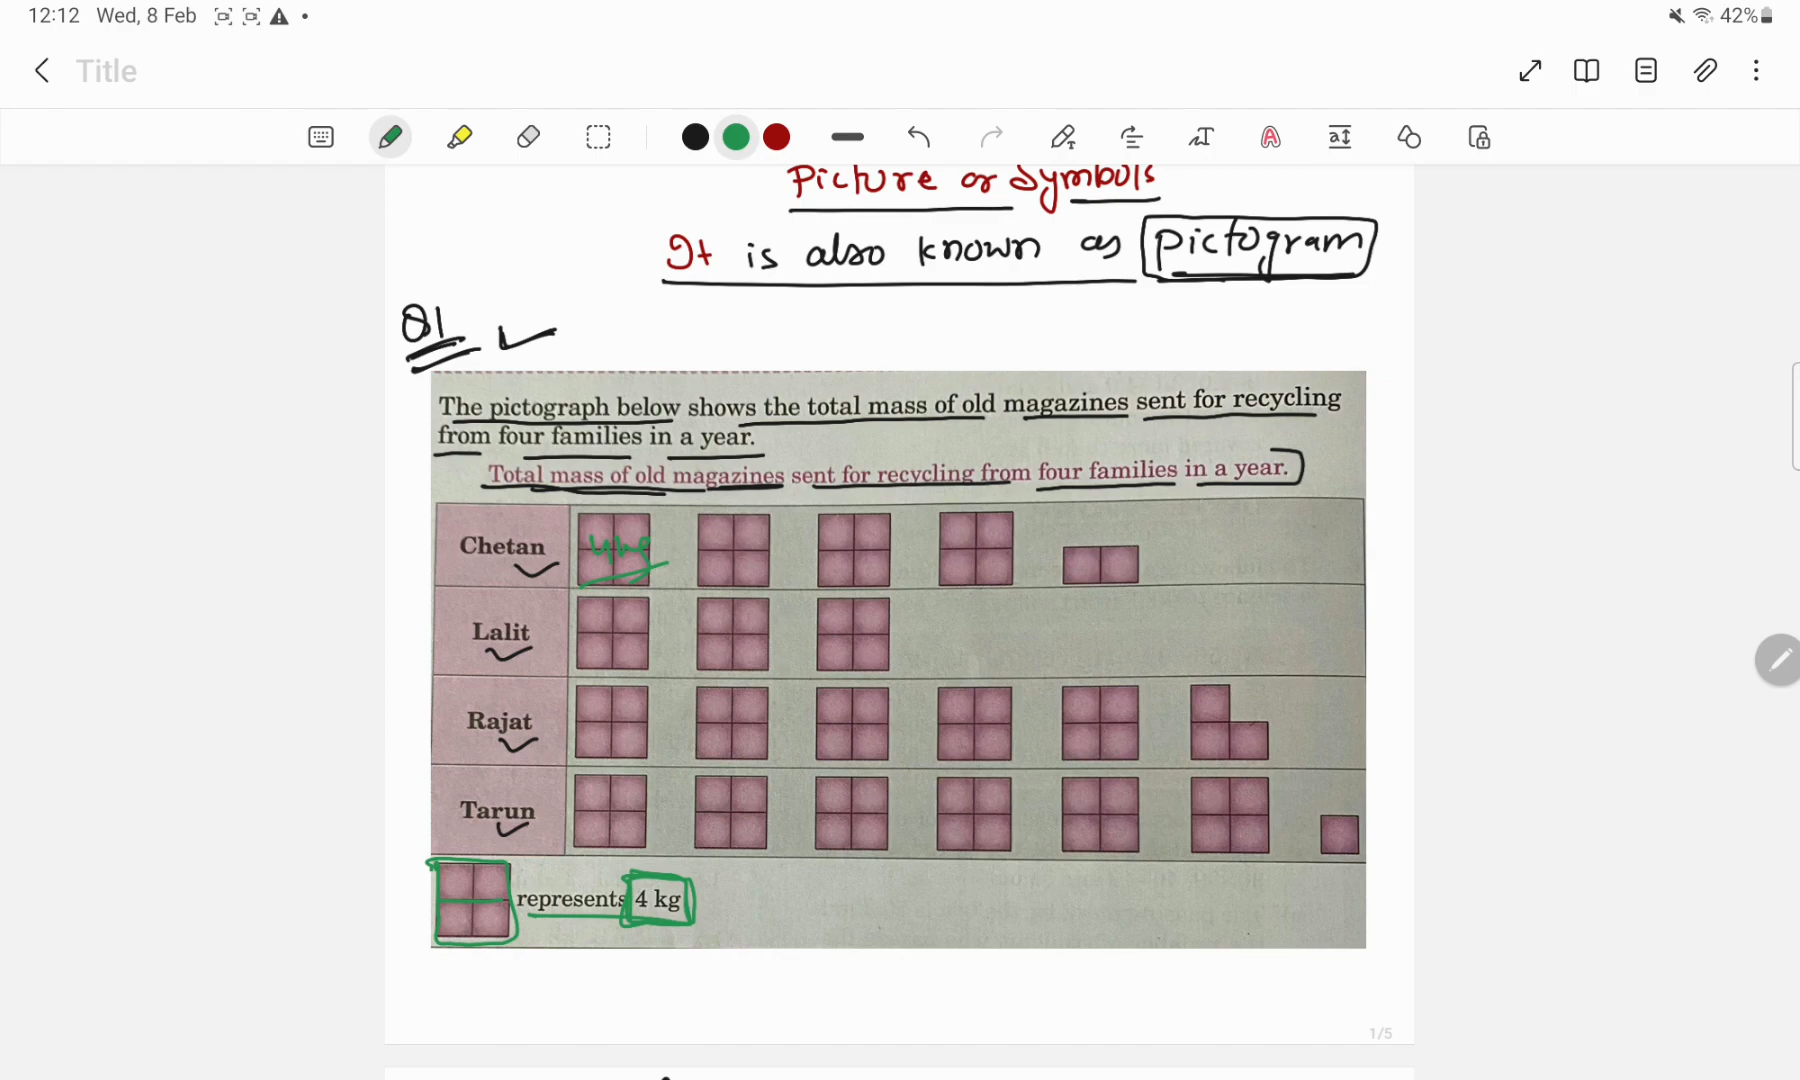 12:12 Wed, 8 Feb
42%
Title
Picture or Symbols
It is also known as pictogram
Q1
The pictograph below shows the total mass of old magazines sent for recycling
from four families in a year.
Total mass of old magazines sent for recycling from four families in a year.
Chetan
4kg
Lalit
Rajat
Tarun
represents 4 kg
1/5